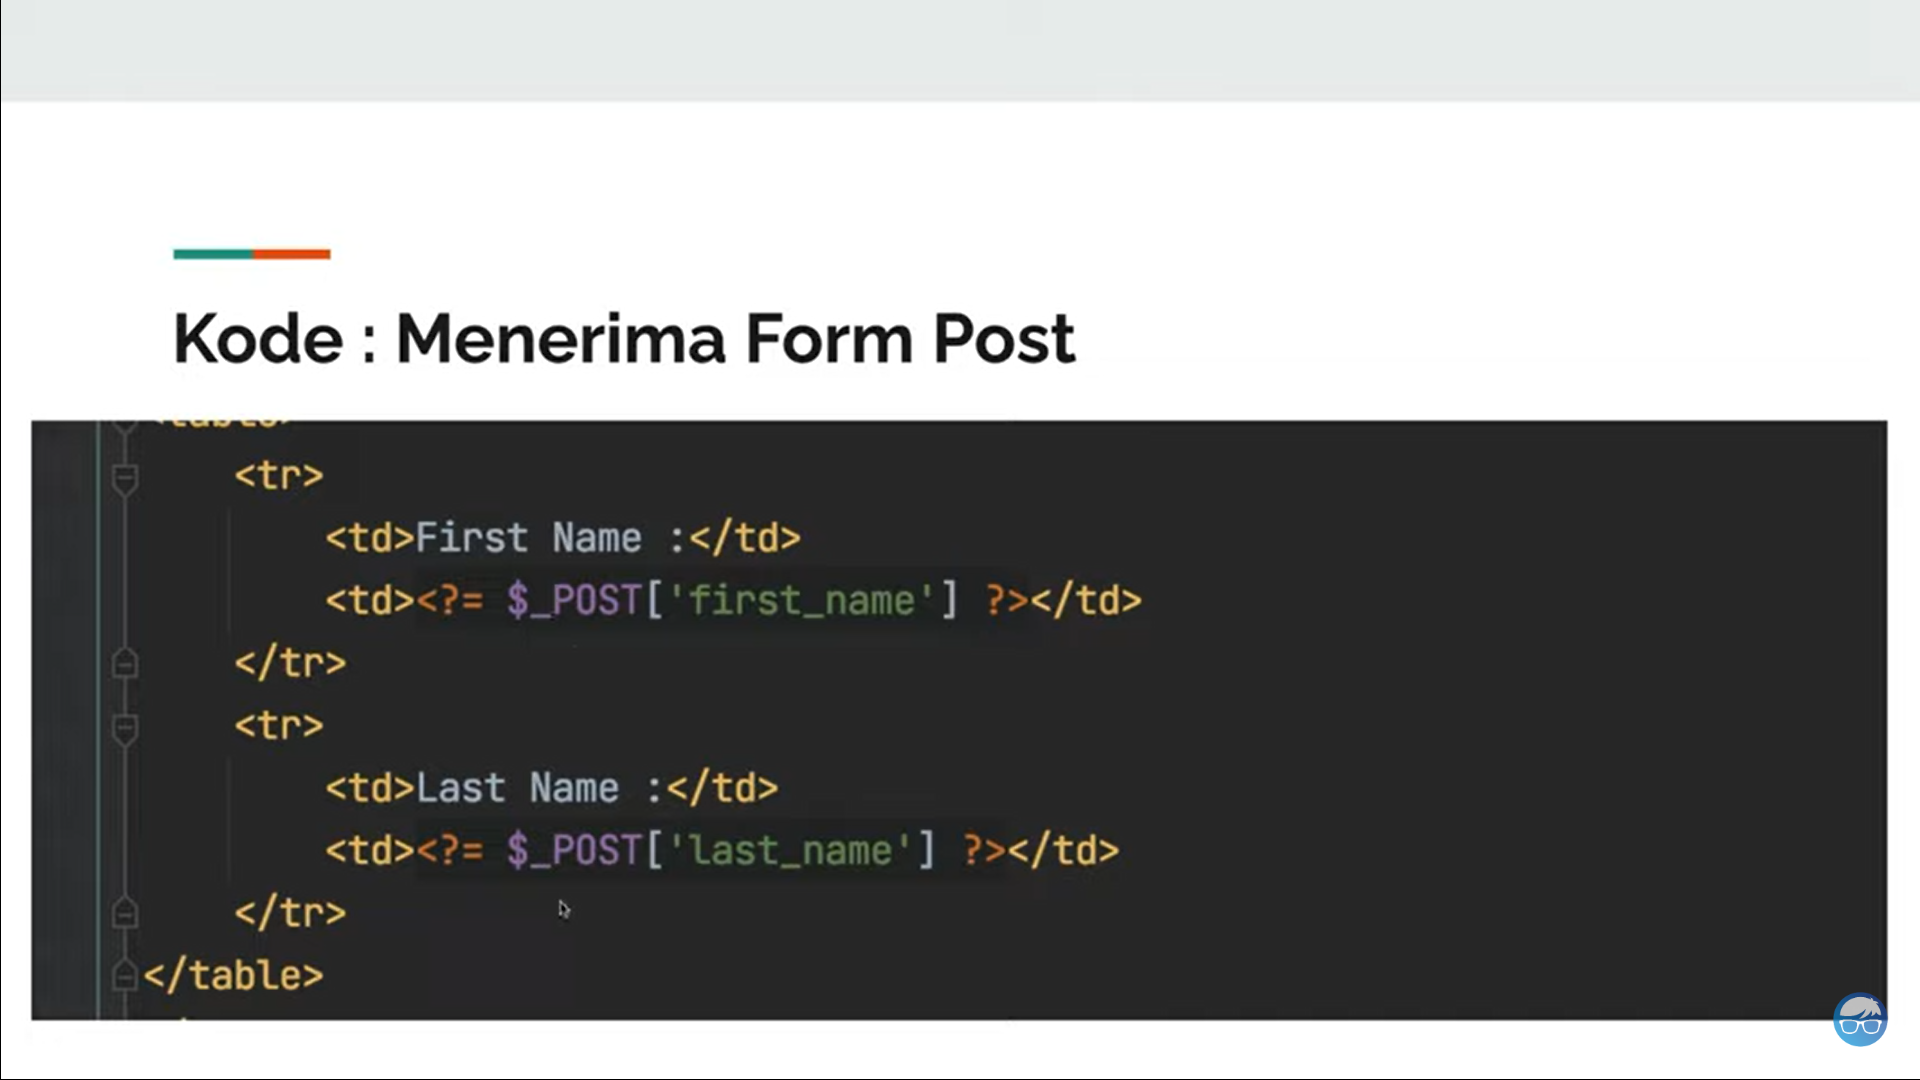 Kode : Menerima Form Post
<tr>
<td>First Name :</td>
<td><?= $_POST['first_name'] ?></td>
</tr>
<tr>
<td>Last Name :</td>
<td><?= $_POST['last_name'] ?></td>
</tr>
</table>